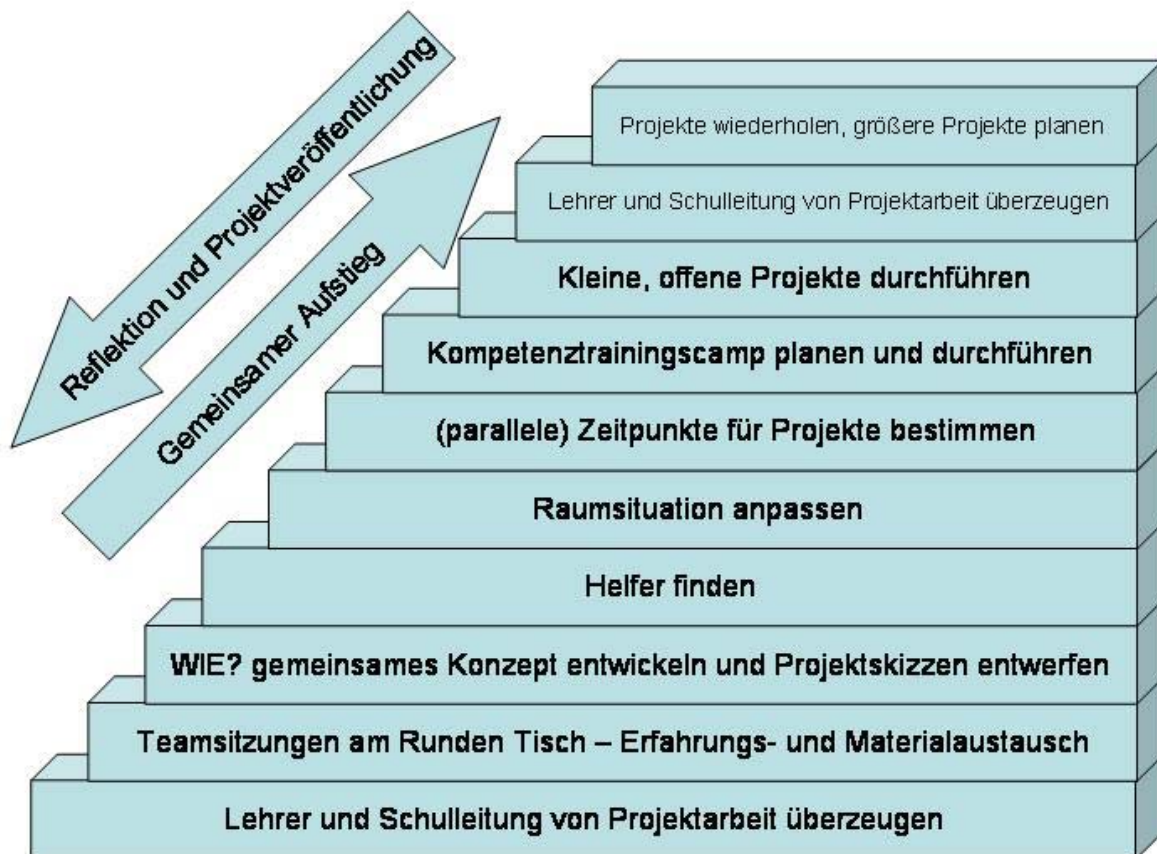 Reflektion und Projektveröffentlichung
Gemeinsamer Aufstieg
Projekte wiederholen, größere Projekte planen
Lehrer und Schulleitung von Projektarbeit überzeugen
Kleine, offene Projekte durchführen
Kompetenztrainingscamp planen und durchführen
(parallele) Zeitpunkte für Projekte bestimmen
Raumsituation anpassen
Helfer finden
WIE? gemeinsames Konzept entwickeln und Projektskizzen entwerfen
Teamsitzungen am Runden Tisch – Erfahrungs- und Materialaustausch
Lehrer und Schulleitung von Projektarbeit überzeugen